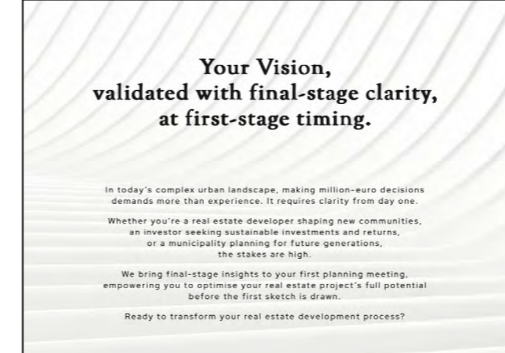 Your Vision,
validated with final-stage clarity,
at first-stage timing.
In today's complex urban landscape, making million-euro decisions
demands more than experience. It requires clarity from day one.
Whether you're a real estate developer shaping new communities,
an investor seeking sustainable investments and returns,
or a municipality planning for future generations,
the stakes are high.
We bring final-stage insights to your first planning meeting,
empowering you to optimise your real estate project's full potential
before the first sketch is drawn.
Ready to transform your real estate development process?